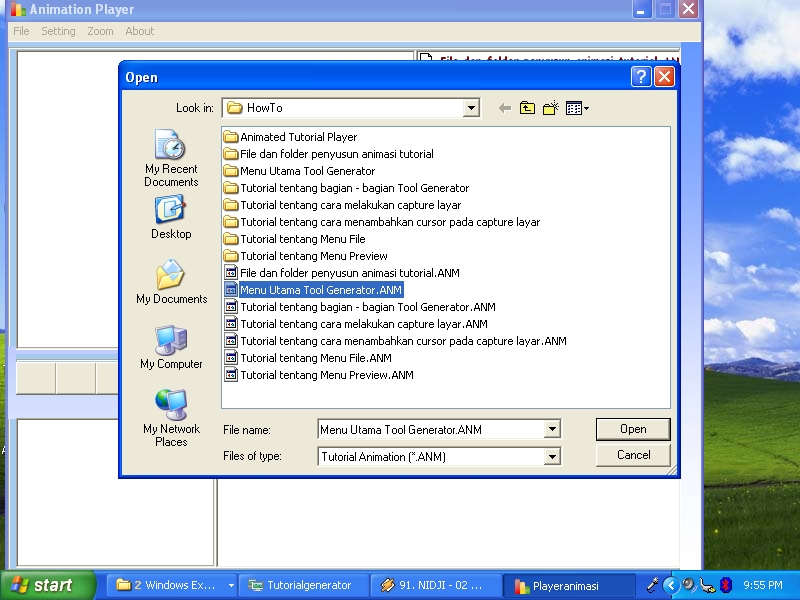 Animation Player
File Setting Zoom About
File dan folder penyusun animasi tutorial.AN
Open
Look in: HowTo
My Recent Documents
Desktop
My Documents
My Computer
My Network Places
Animated Tutorial Player
File dan folder penyusun animasi tutorial
Menu Utama Tool Generator
Tutorial tentang bagian - bagian Tool Generator
Tutorial tentang cara melakukan capture layar
Tutorial tentang cara menambahkan cursor pada capture layar
Tutorial tentang Menu File
Tutorial tentang Menu Preview
File dan folder penyusun animasi tutorial.ANM
Menu Utama Tool Generator.ANM
Tutorial tentang bagian - bagian Tool Generator.ANM
Tutorial tentang cara melakukan capture layar.ANM
Tutorial tentang cara menambahkan cursor pada capture layar.ANM
Tutorial tentang Menu File.ANM
Tutorial tentang Menu Preview.ANM
File name: Menu Utama Tool Generator.ANM Open
Files of type: Tutorial Animation (*.ANM) Cancel
start 2 Windows Ex... Tutorialgenerator 91. NIDJI - 02 ... Playeranimasi 9:55 PM